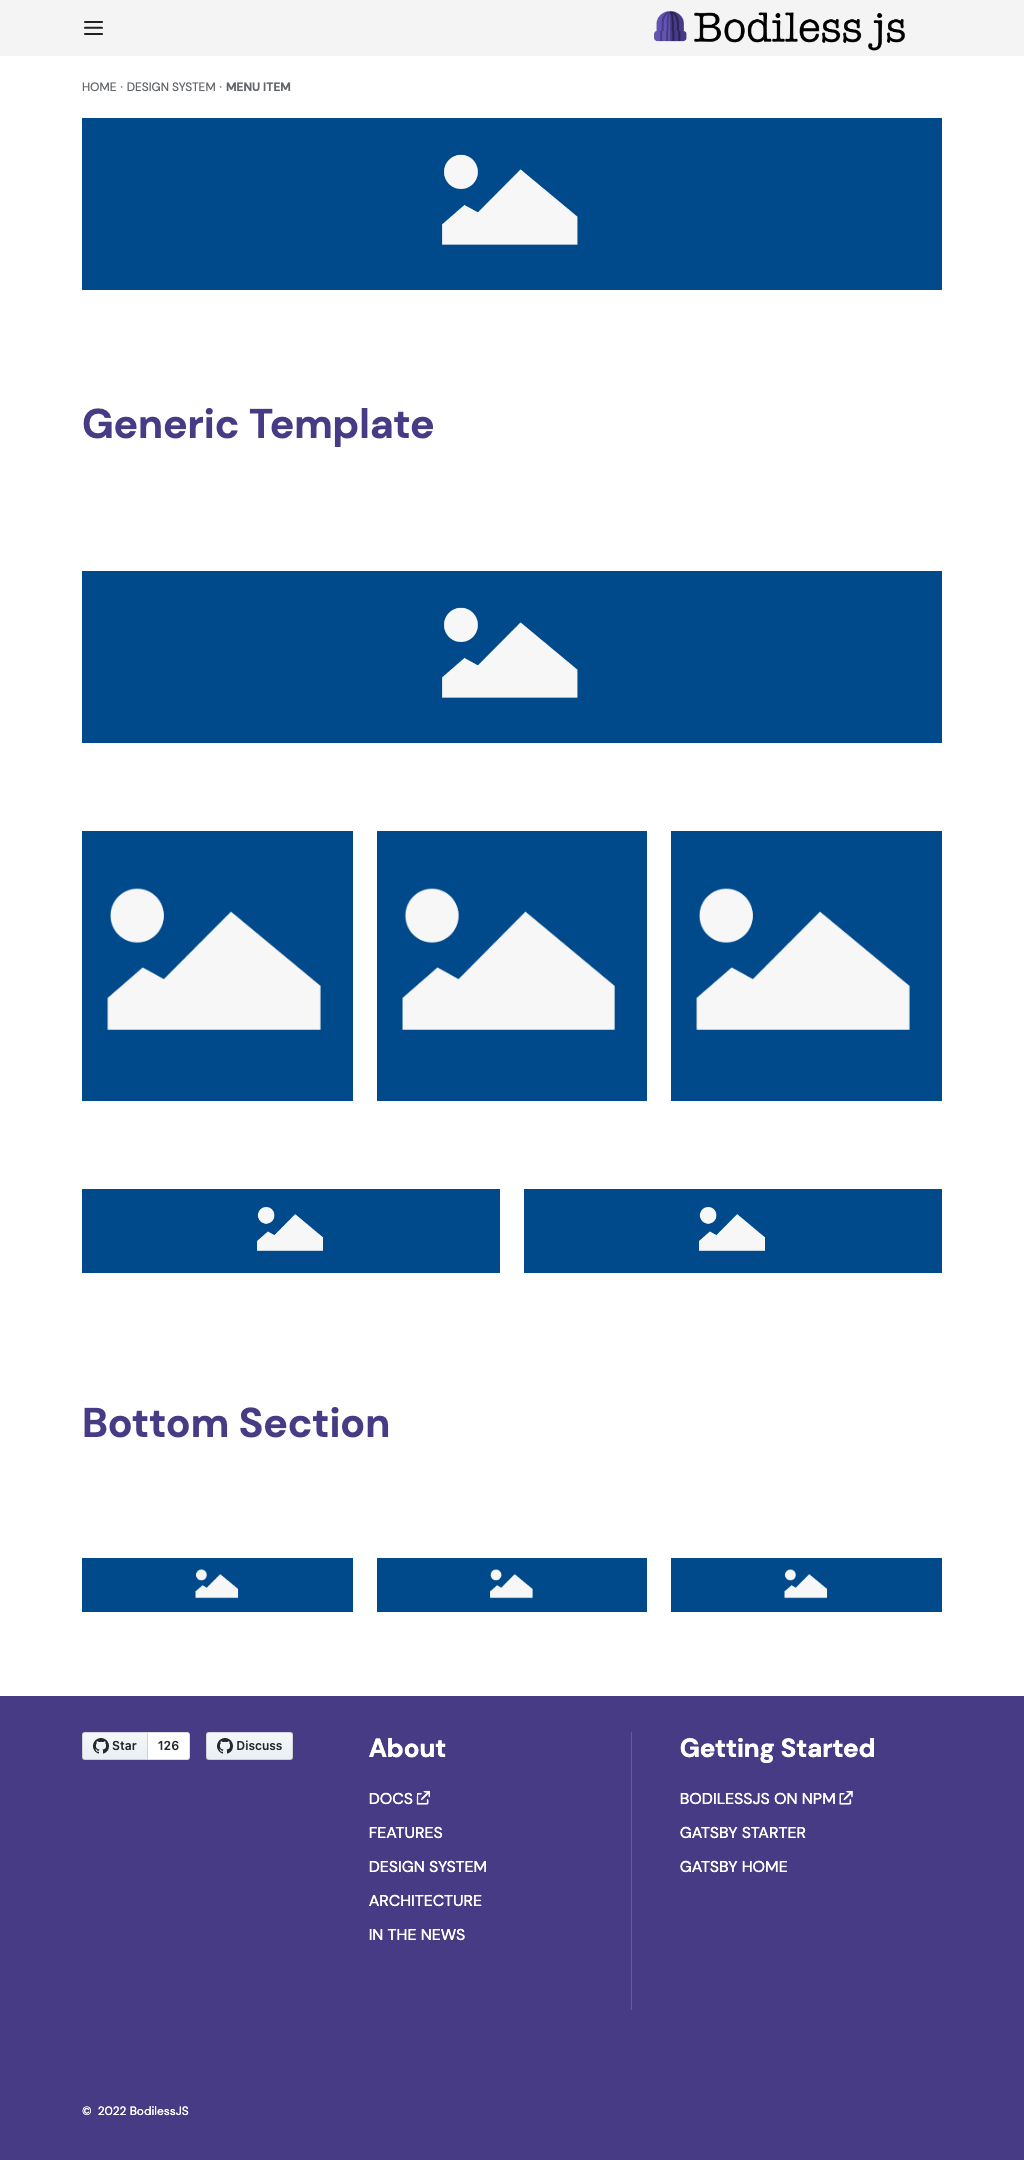 Bodiless js
HOME · DESIGN SYSTEM · MENU ITEM
Generic Template
Bottom Section
Star 126 Discuss
About
DOCS
FEATURES
DESIGN SYSTEM
ARCHITECTURE
IN THE NEWS
Getting Started
BODILESSJS ON NPM
GATSBY STARTER
GATSBY HOME
© 2022 BodilessJS